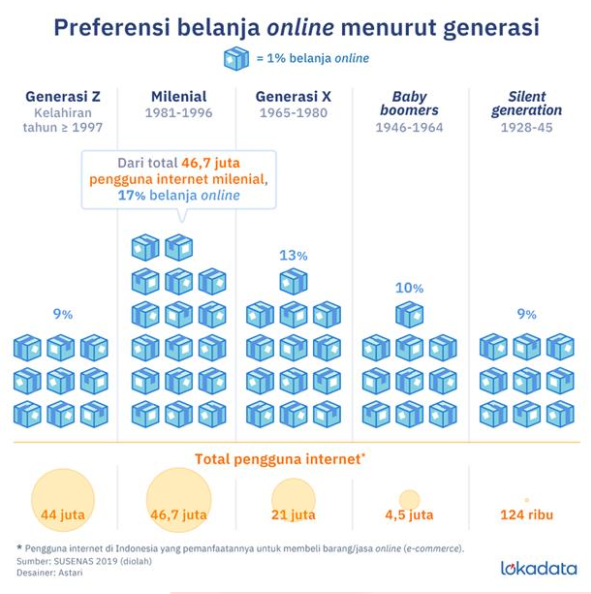 Preferensi belanja online menurut generasi
= 1% belanja online
Generasi Z
Kelahiran
tahun ≥ 1997
Milenial
1981-1996
Generasi X
1965-1980
Baby
boomers
1946-1964
Silent
generation
1928-45
Dari total 46,7 juta
pengguna internet milenial,
17% belanja online
9%
13%
10%
9%
Total pengguna internet*
44 juta
46,7 juta
21 juta
4,5 juta
124 ribu
* Pengguna internet di Indonesia yang pemanfaatannya untuk membeli barang/jasa online (e-commerce).
Sumber: SUSENAS 2019 (diolah)
Desainer: Astari
lokadata